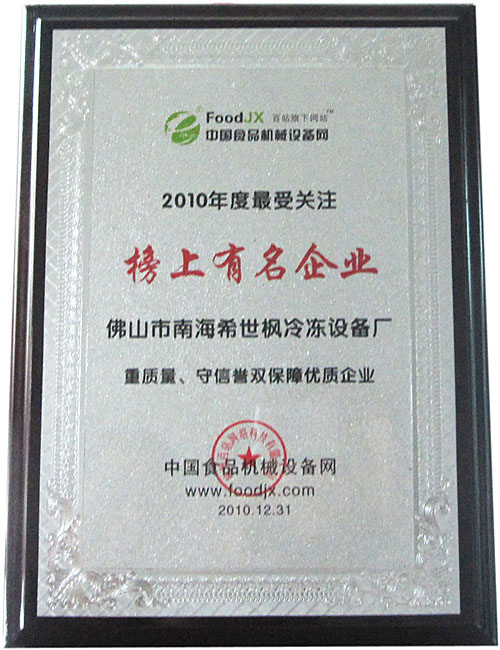 FoodJX 百站旗下网站™
中国食品机械设备网
2010年度最受关注
榜上有名企业
佛山市南海希世枫冷冻设备厂
重质量、守信誉双保障优质企业
中国食品机械设备网
www.foodjx.com
2010.12.31